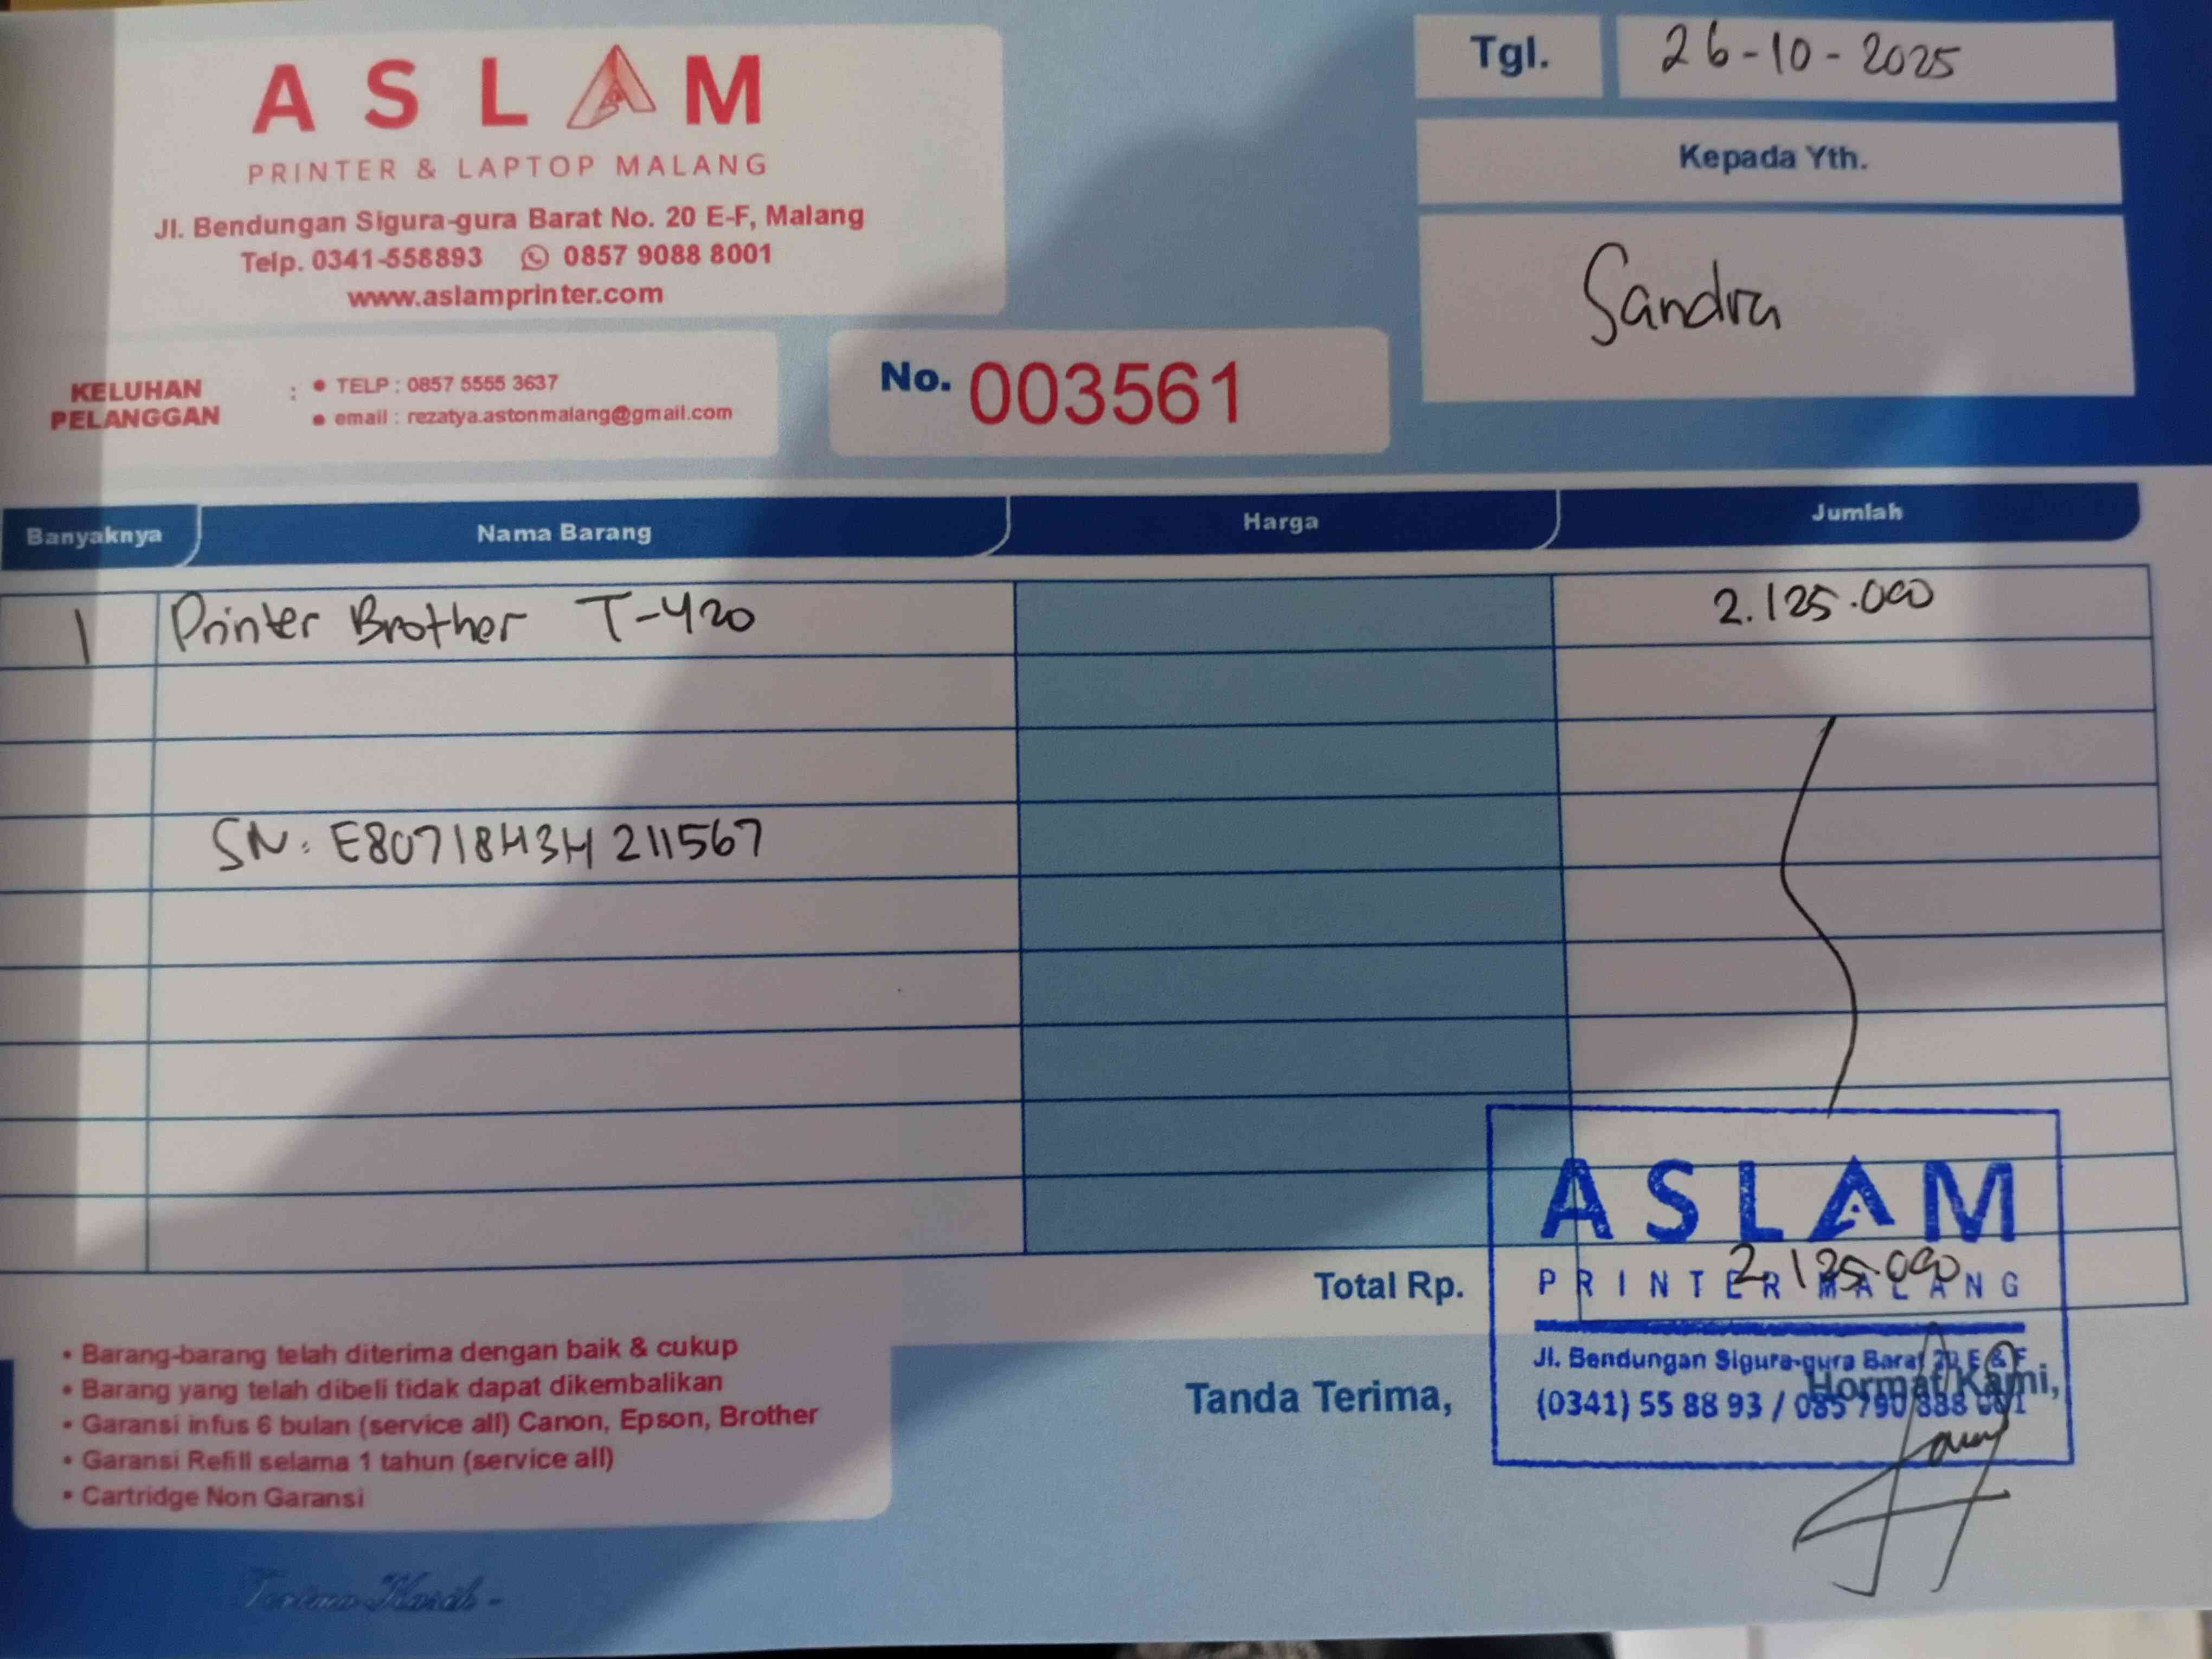 ASLAM
PRINTER & LAPTOP MALANG
Jl. Bendungan Sigura-gura Barat No. 20 E-F, Malang
Telp. 0341-558893 0857 9088 8001
www.aslamprinter.com
KELUHAN PELANGGAN : • TELP : 0857 5555 3637
• email : rezatya.astonmalang@gmail.com
No. 003561
Tgl. 26-10-2025
Kepada Yth.
Sandra
Banyaknya Nama Barang Harga Jumlah
1 Printer Brother T-420 2.125.000
SN: E80718H3H211567
Total Rp. 2.125.000
ASLAM
PRINTER MALANG
Jl. Bendungan Sigura-gura Barat 20 E & F
(0341) 55 88 93 / 085 790 888 001
Tanda Terima,
Hormat Kami,
• Barang-barang telah diterima dengan baik & cukup
• Barang yang telah dibeli tidak dapat dikembalikan
• Garansi infus 6 bulan (service all) Canon, Epson, Brother
• Garansi Refill selama 1 tahun (service all)
• Cartridge Non Garansi
Terima Kasih -